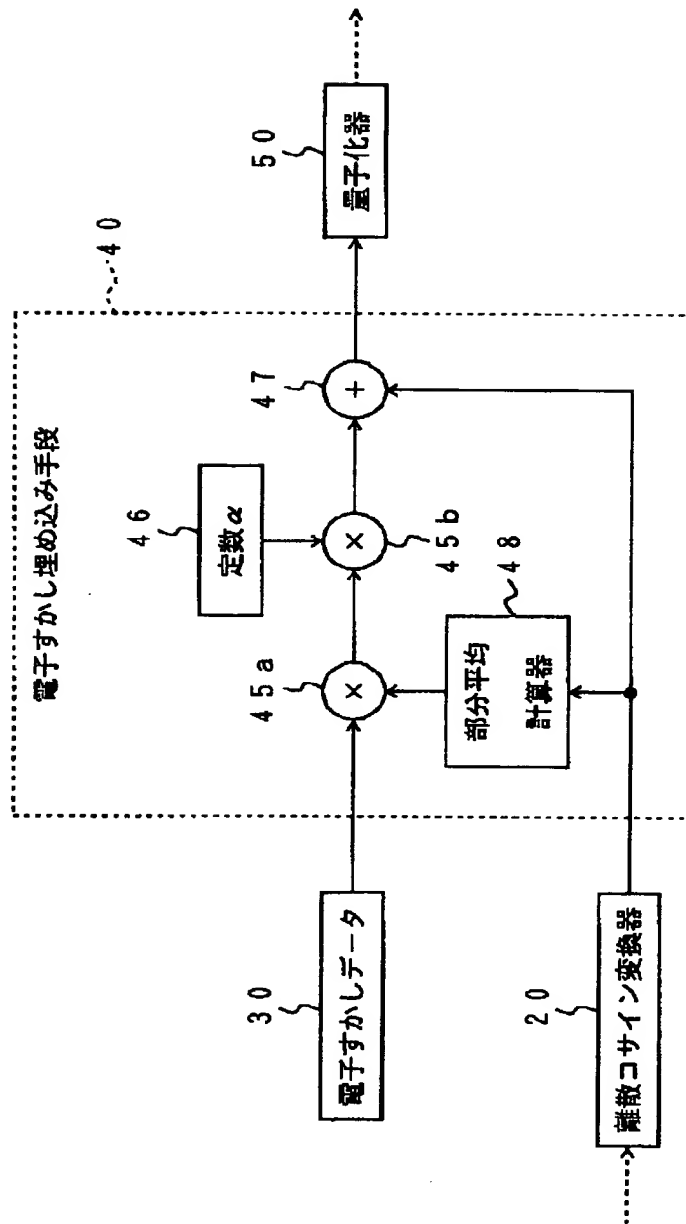 電子すかし埋め込み手段
40
30
電子すかしデータ
45a
×
46
定数α
×
45b
47
+
50
量子化器
48
部分平均
計算器
20
離散コサイン変換器